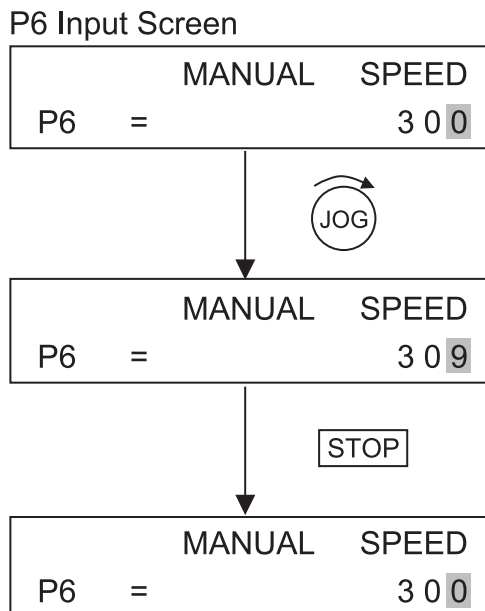 P6 Input Screen
MANUAL SPEED
P6 = 300
JOG
MANUAL SPEED
P6 = 309
STOP
MANUAL SPEED
P6 = 300